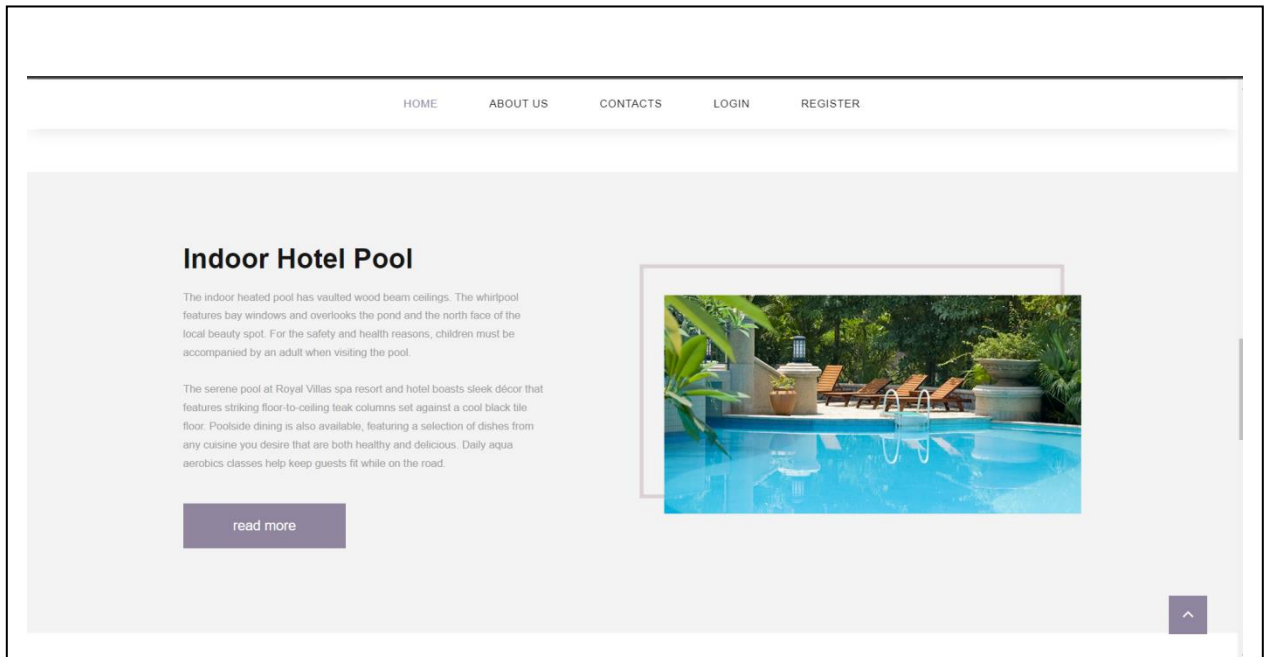 HOME ABOUT US CONTACTS LOGIN REGISTER
Indoor Hotel Pool
The indoor heated pool has vaulted wood beam ceilings. The whirlpool
features bay windows and overlooks the pond and the north face of the
local beauty spot. For the safety and health reasons, children must be
accompanied by an adult when visiting the pool.
The serene pool at Royal Villas spa resort and hotel boasts sleek décor that
features striking floor-to-ceiling teak columns set against a cool black tile
floor. Poolside dining is also available, featuring a selection of dishes from
any cuisine you desire that are both healthy and delicious. Daily aqua
aerobics classes help keep guests fit while on the road.
read more